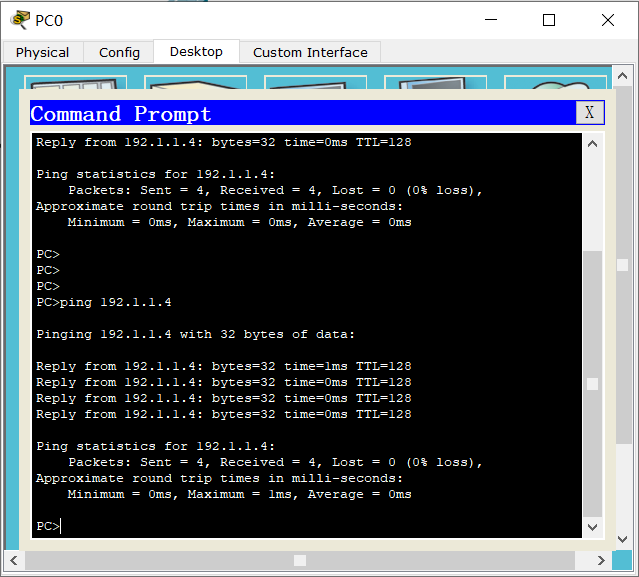 PC0
Physical Config Desktop Custom Interface
Command Prompt X
Reply from 192.1.1.4: bytes=32 time=0ms TTL=128
Ping statistics for 192.1.1.4:
Packets: Sent = 4, Received = 4, Lost = 0 (0% loss),
Approximate round trip times in milli-seconds:
Minimum = 0ms, Maximum = 0ms, Average = 0ms
PC>
PC>
PC>
PC>ping 192.1.1.4
Pinging 192.1.1.4 with 32 bytes of data:
Reply from 192.1.1.4: bytes=32 time=1ms TTL=128
Reply from 192.1.1.4: bytes=32 time=0ms TTL=128
Reply from 192.1.1.4: bytes=32 time=0ms TTL=128
Reply from 192.1.1.4: bytes=32 time=0ms TTL=128
Ping statistics for 192.1.1.4:
Packets: Sent = 4, Received = 4, Lost = 0 (0% loss),
Approximate round trip times in milli-seconds:
Minimum = 0ms, Maximum = 1ms, Average = 0ms
PC>